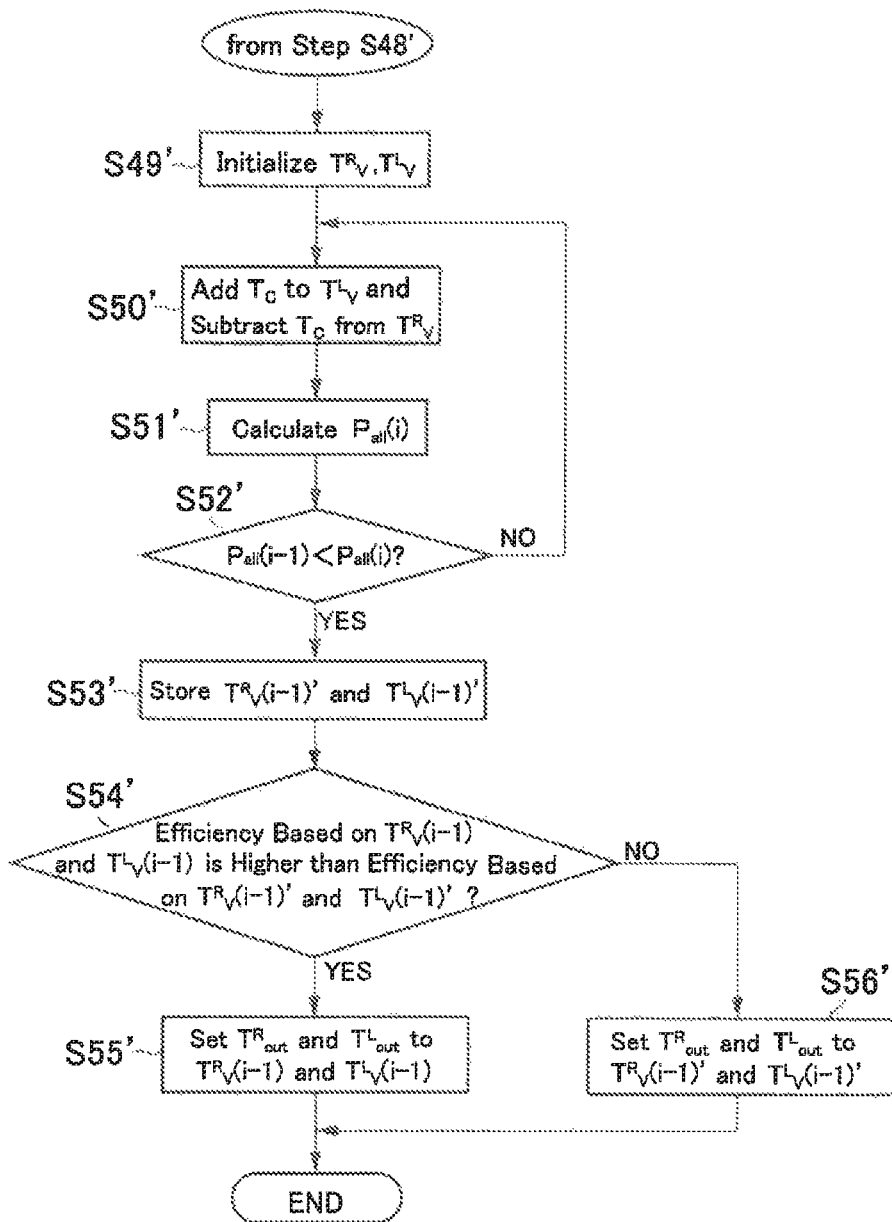 from Step S48'
S49'
Initialize T^R_V, T^L_V
S50'
Add T_C to T^L_V and
Subtract T_C from T^R_V
S51'
Calculate P_all(i)
S52'
P_all(i-1)<P_all(i)?
NO
YES
S53'
Store T^R_V(i-1)' and T^L_V(i-1)'
S54'
Efficiency Based on T^R_V(i-1)
and T^L_V(i-1) is Higher than Efficiency Based
on T^R_V(i-1)' and T^L_V(i-1)' ?
NO
YES
S55'
Set T^R_out and T^L_out to
T^R_V(i-1) and T^L_V(i-1)
S56'
Set T^R_out and T^L_out to
T^R_V(i-1)' and T^L_V(i-1)'
END